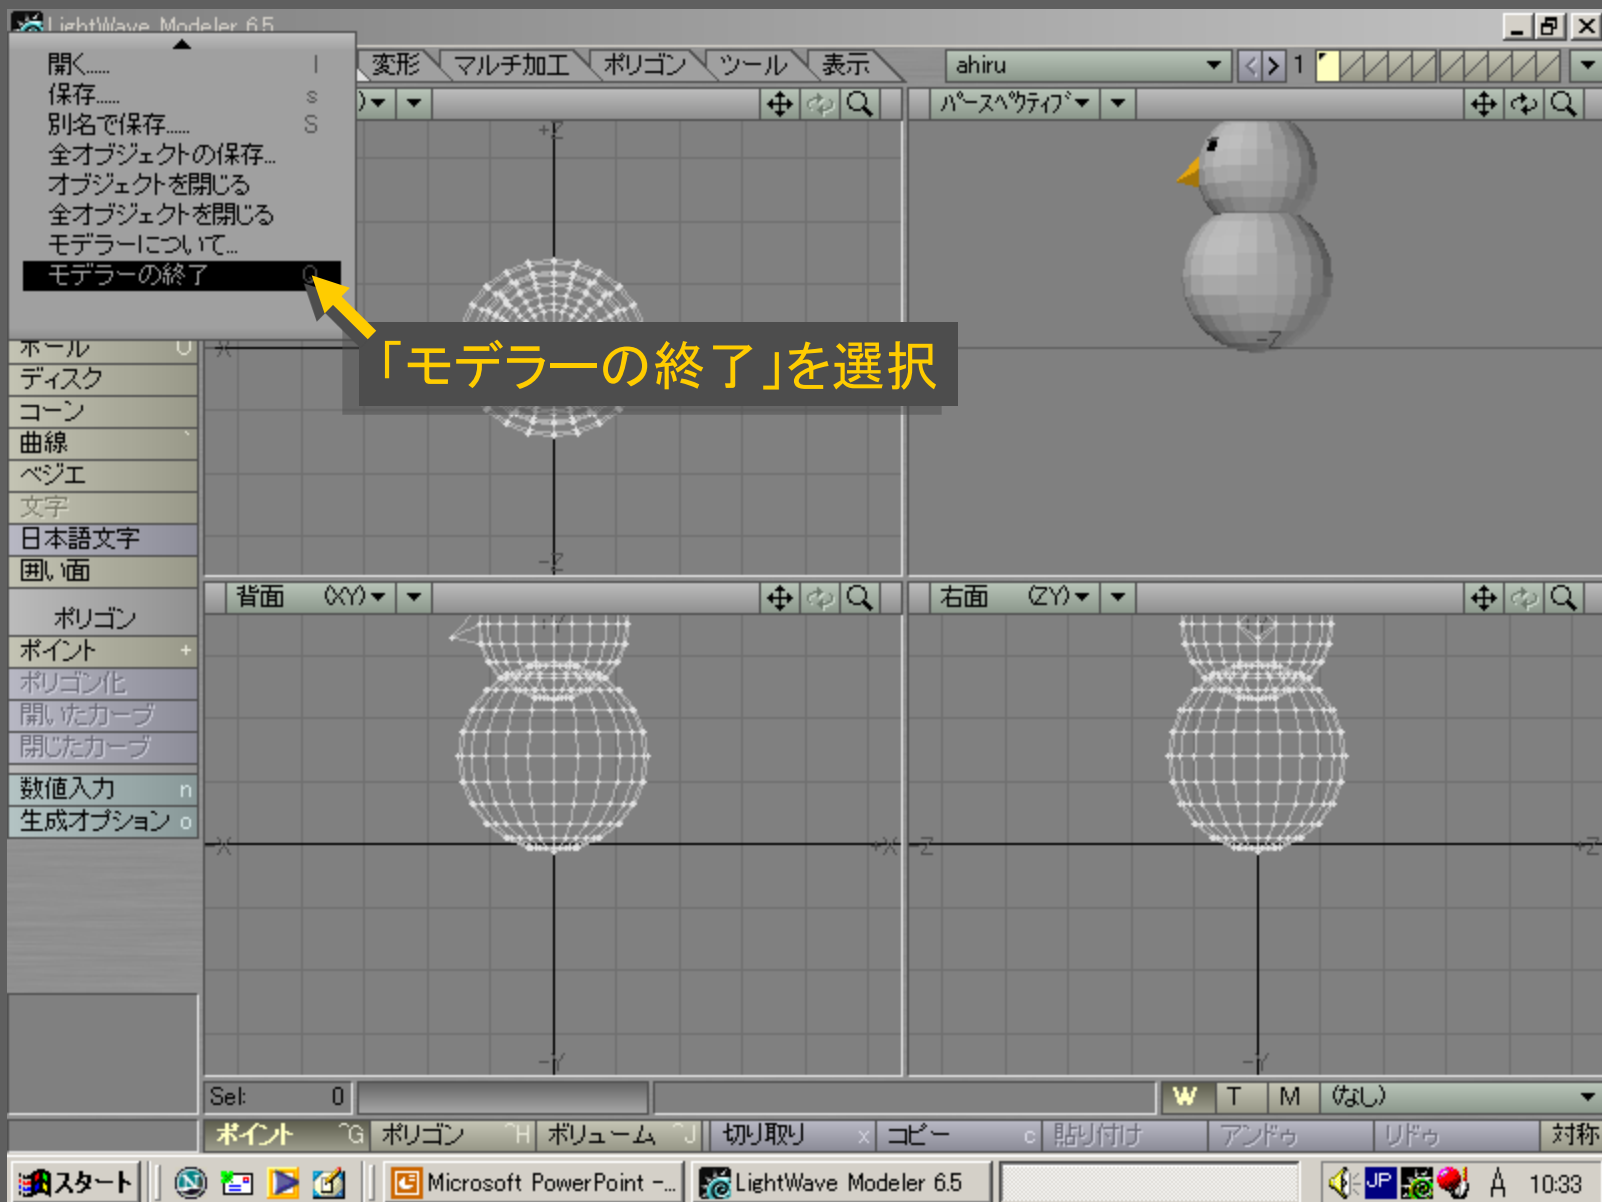 LightWave Modeler 6.5
開く..... l
保存..... s
別名で保存..... S
全オブジェクトの保存...
オブジェクトを閉じる
全オブジェクトを閉じる
モデラーについて...
モデラーの終了 Q
変形 マルチ加工 ポリゴン ツール 表示
ahiru 1
パースペクティブ
「モデラーの終了」を選択
ボール
ディスク
コーン
曲線 `
ベジエ
文字
日本語文字
囲い面
ポリゴン
ポイント +
ポリゴン化
開いたカーブ
閉じたカーブ
数値入力 n
生成オプション o
+Z
-X
-Z
-Z
背面 (XY)
右面 (ZY)
+Y
-X
+X
-Y
+Y
-Z
+Z
-Y
Sel: 0
W T M (なし)
ポイント ^G ポリゴン ^H ボリューム ^J 切り取り x コピー c 貼り付け アンドゥ リドゥ 対称
スタート
Microsoft PowerPoint -...
LightWave Modeler 6.5
JP
A
10:33